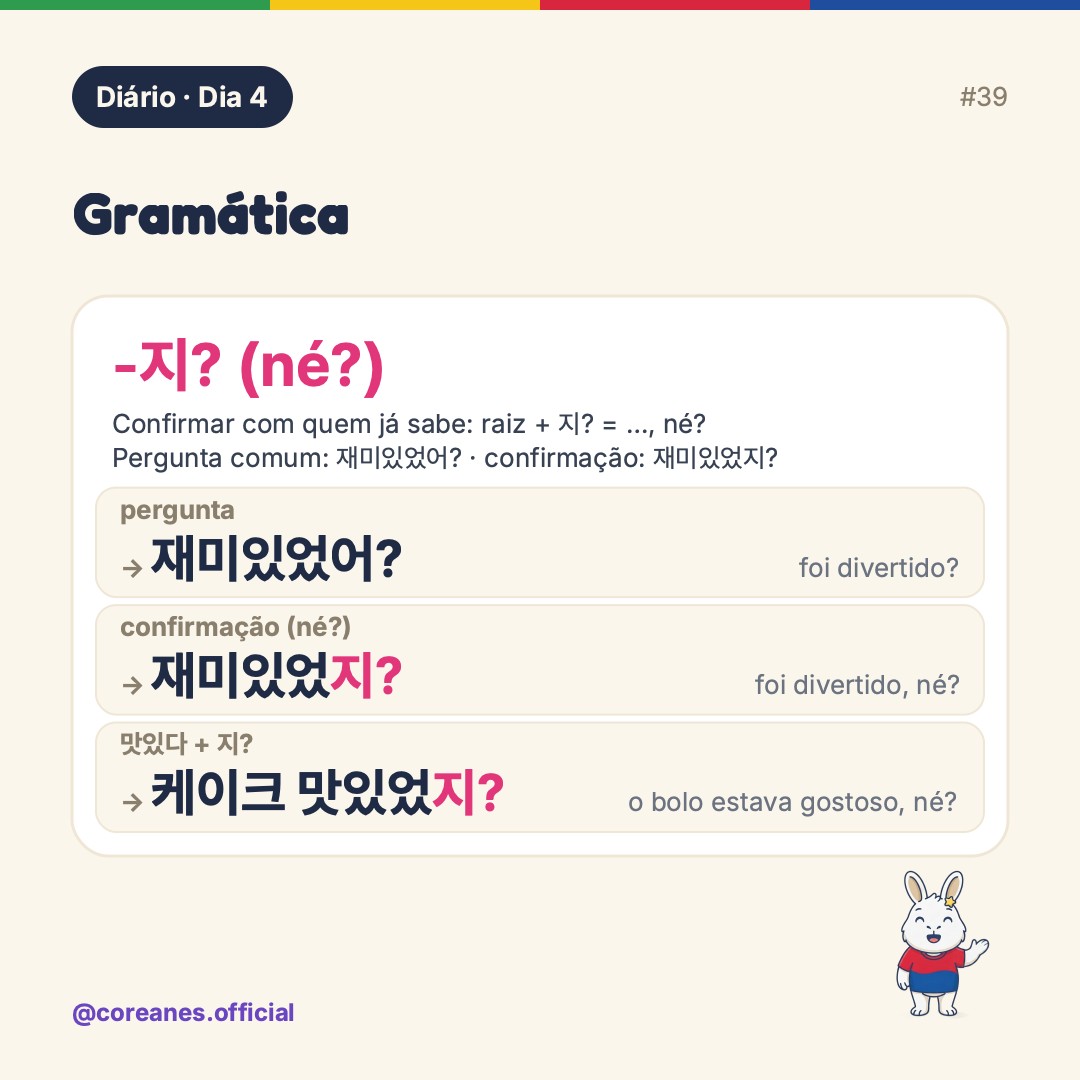 Diário · Dia 4
#39
Gramática
-지? (né?)
Confirmar com quem já sabe: raiz + 지? = ..., né?
Pergunta comum: 재미있었어? · confirmação: 재미있었지?
pergunta
→ 재미있었어? foi divertido?
confirmação (né?)
→ 재미있었지? foi divertido, né?
맛있다 + 지?
→ 케이크 맛있었지? o bolo estava gostoso, né?
@coreanes.official